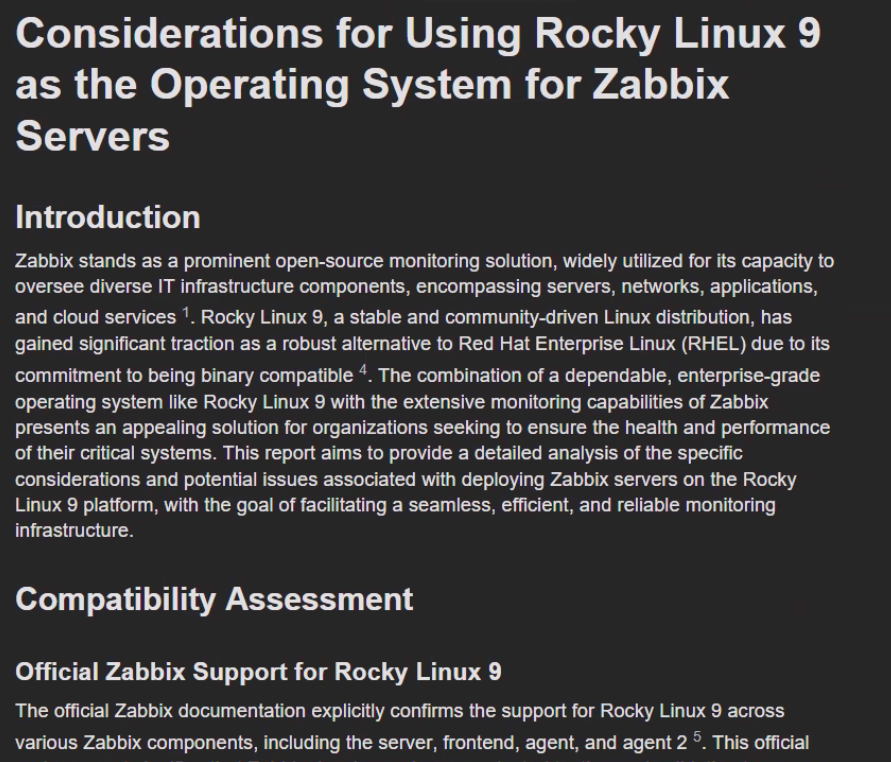 Considerations for Using Rocky Linux 9
as the Operating System for Zabbix
Servers
Introduction
Zabbix stands as a prominent open-source monitoring solution, widely utilized for its capacity to
oversee diverse IT infrastructure components, encompassing servers, networks, applications,
and cloud services 1. Rocky Linux 9, a stable and community-driven Linux distribution, has
gained significant traction as a robust alternative to Red Hat Enterprise Linux (RHEL) due to its
commitment to being binary compatible 4. The combination of a dependable, enterprise-grade
operating system like Rocky Linux 9 with the extensive monitoring capabilities of Zabbix
presents an appealing solution for organizations seeking to ensure the health and performance
of their critical systems. This report aims to provide a detailed analysis of the specific
considerations and potential issues associated with deploying Zabbix servers on the Rocky
Linux 9 platform, with the goal of facilitating a seamless, efficient, and reliable monitoring
infrastructure.
Compatibility Assessment
Official Zabbix Support for Rocky Linux 9
The official Zabbix documentation explicitly confirms the support for Rocky Linux 9 across
various Zabbix components, including the server, frontend, agent, and agent 2 5. This official